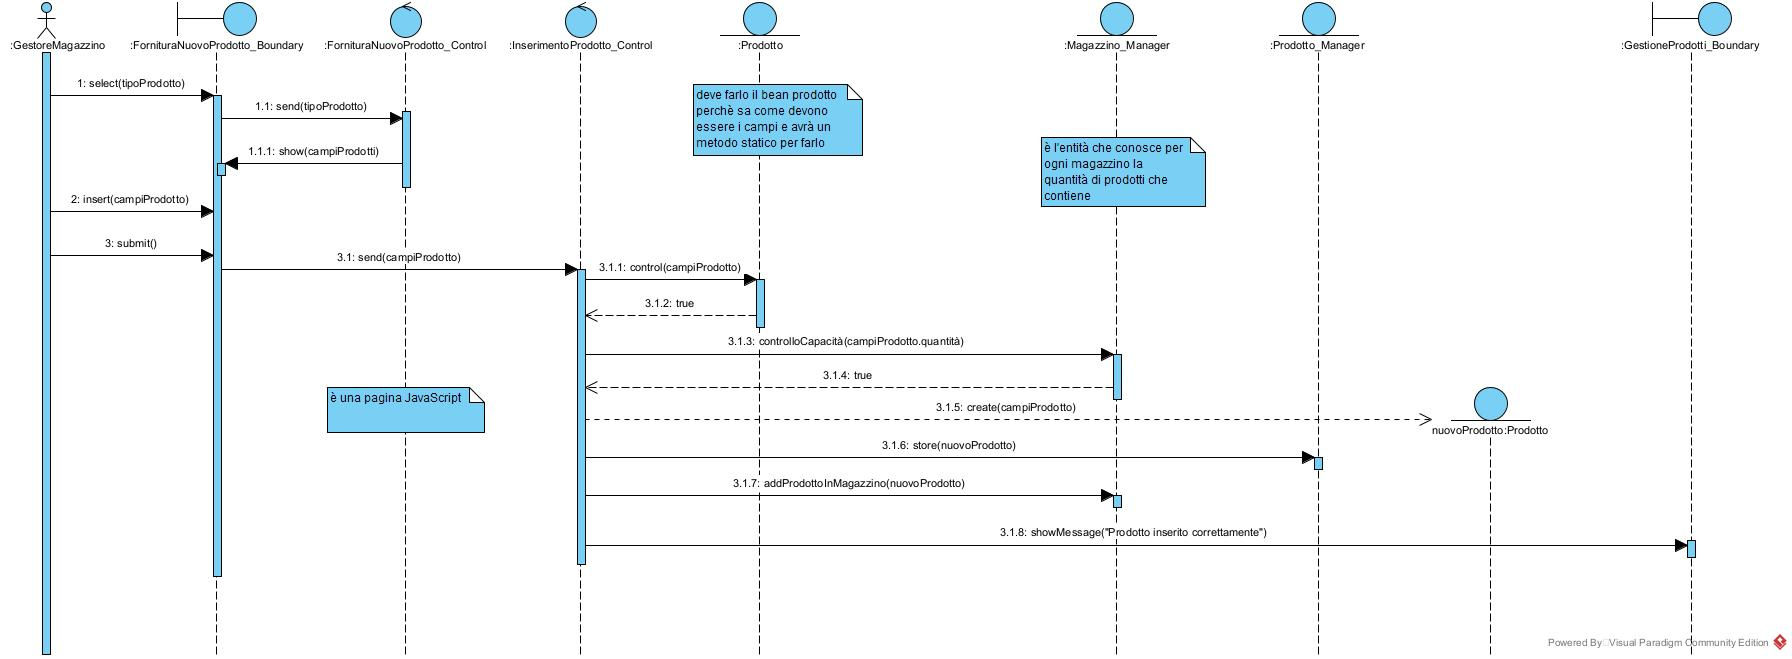 :GestoreMagazzino
:FornituraNuovoProdotto_Boundary
:FornituraNuovoProdotto_Control
:InserimentoProdotto_Control
:Prodotto
:Magazzino_Manager
:Prodotto_Manager
:GestioneProdotti_Boundary
1: select(tipoProdotto)
1.1: send(tipoProdotto)
deve farlo il bean prodotto
perchè sa come devono
essere i campi e avrà un
metodo statico per farlo
è l'entità che conosce per
ogni magazzino la
quantità di prodotti che
contiene
1.1.1: show(campiProdotti)
2: insert(campiProdotto)
3: submit()
3.1: send(campiProdotto)
3.1.1: control(campiProdotto)
3.1.2: true
3.1.3: controlloCapacità(campiProdotto.quantità)
3.1.4: true
è una pagina JavaScript
3.1.5: create(campiProdotto)
nuovoProdotto:Prodotto
3.1.6: store(nuovoProdotto)
3.1.7: addProdottoInMagazzino(nuovoProdotto)
3.1.8: showMessage("Prodotto inserito correttamente")
Powered By Visual Paradigm Community Edition